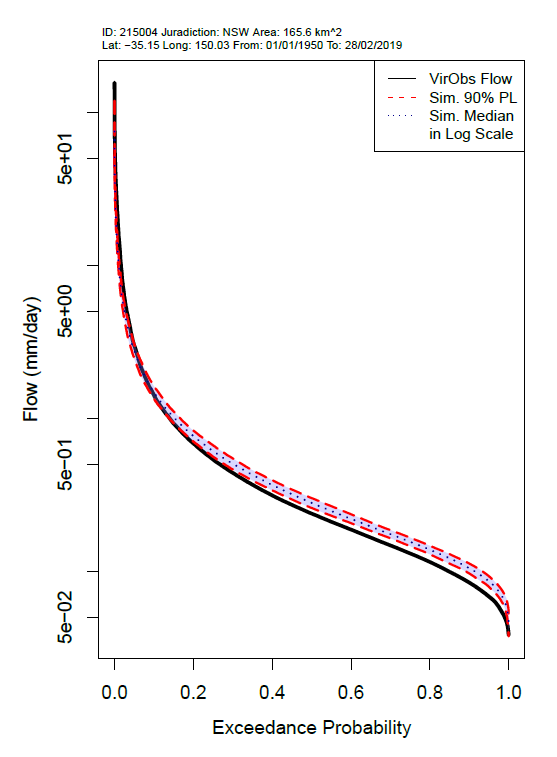 ID: 215004 Juradiction: NSW Area: 165.6 km^2
Lat: −35.15 Long: 150.03 From: 01/01/1950 To: 28/02/2019
VirObs Flow
Sim. 90% PL
Sim. Median
in Log Scale
5e+01
5e+00
5e−01
5e−02
Flow (mm/day)
0.0 0.2 0.4 0.6 0.8 1.0
Exceedance Probability